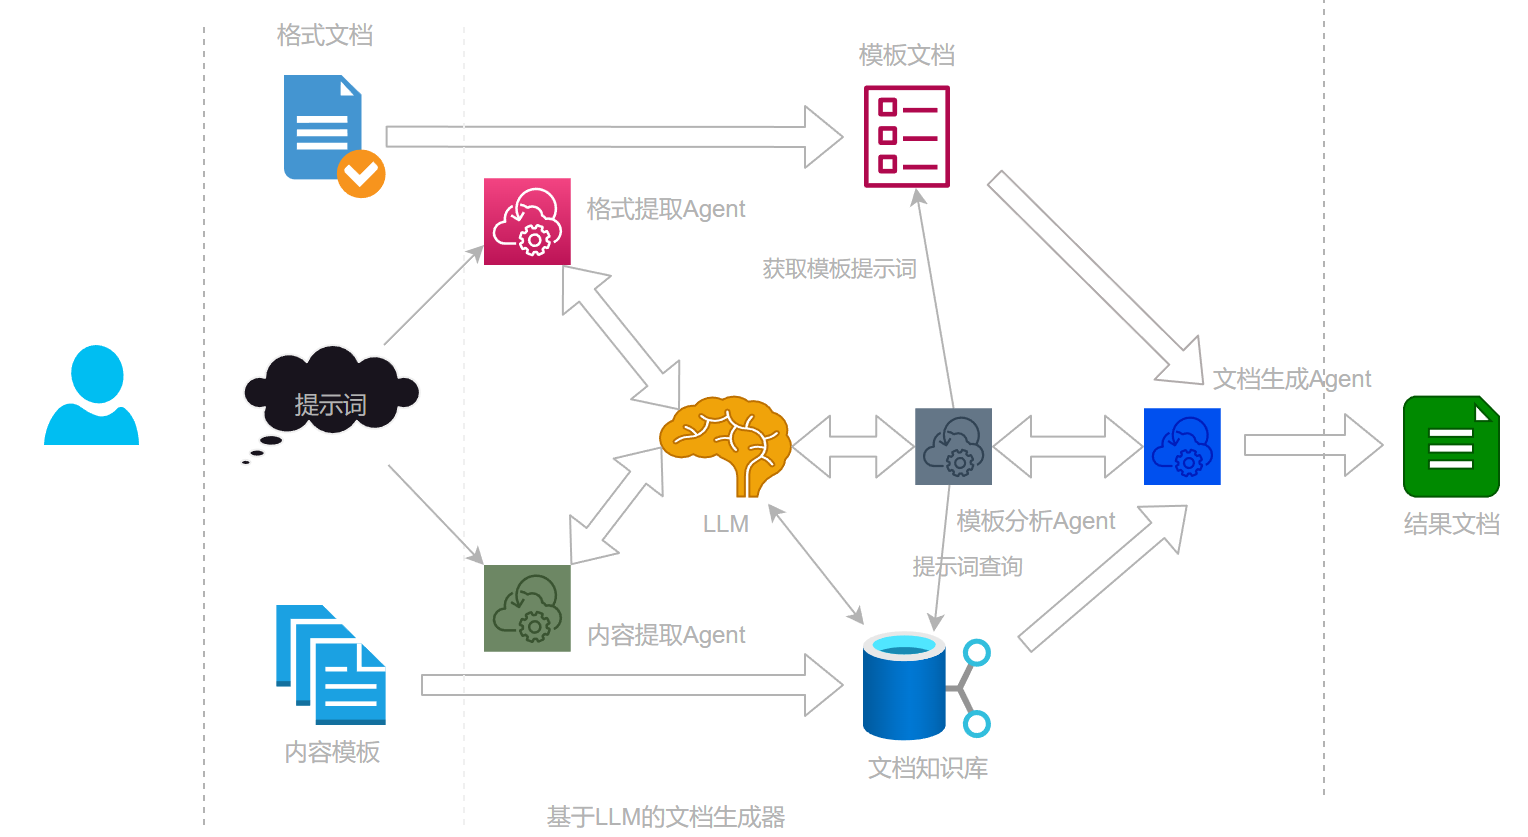 格式文档
模板文档
格式提取Agent
获取模板提示词
文档生成Agent
提示词
LLM
模板分析Agent
结果文档
提示词查询
内容提取Agent
内容模板
文档知识库
基于LLM的文档生成器